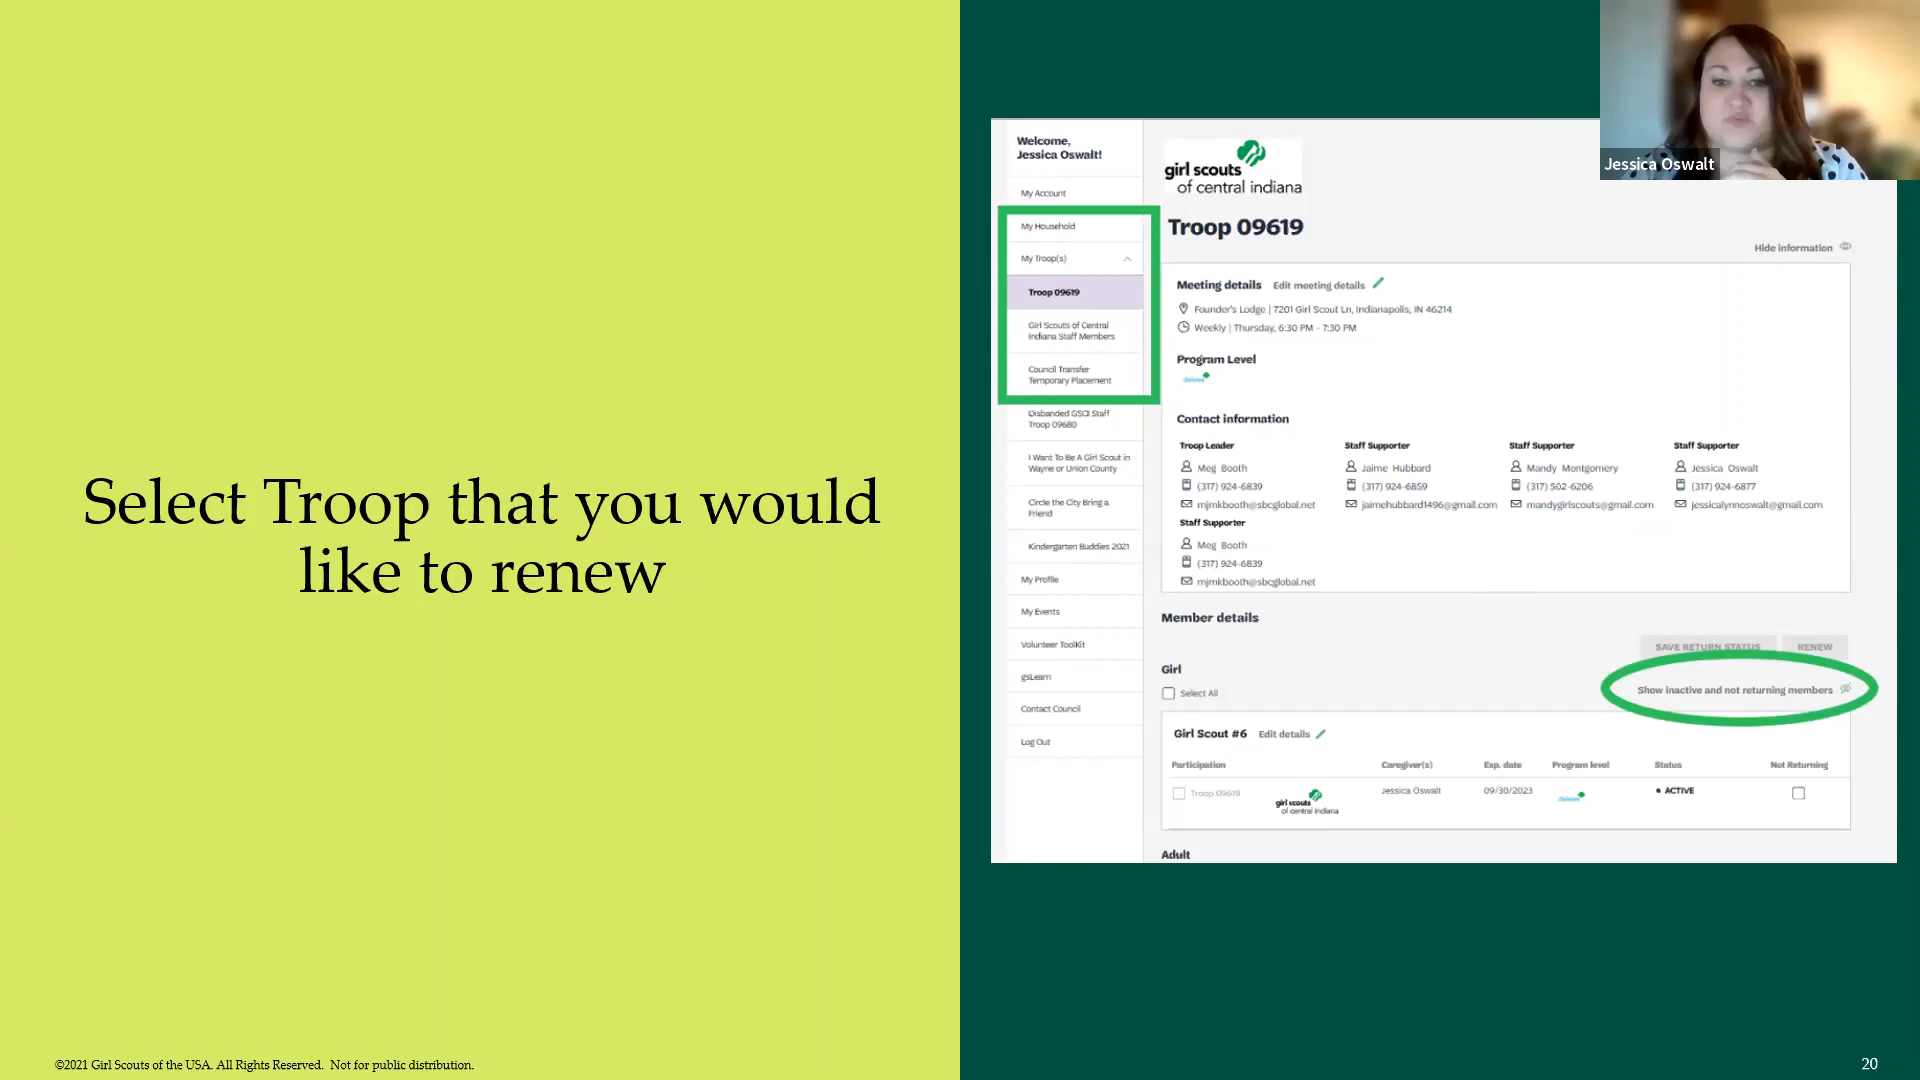 Select Troop that you would
like to renew
©2021 Girl Scouts of the USA. All Rights Reserved.  Not for public distribution.
Jessica Oswalt
Welcome,
Jessica Oswalt!
My Account
My Household
My Troop(s)
Troop 09619
Girl Scouts of Central
Indiana Staff Members
Council Transfer
Temporary Placement
Disbanded GSCI Staff
Troop 09680
I Want To Be A Girl Scout in
Wayne or Union County
Circle the City Bring a
Friend
Kindergarten Buddies 2021
My Profile
My Events
Volunteer ToolKit
gsLearn
Contact Council
Log Out
girl scouts
of central indiana
Troop 09619
Hide information
Meeting details Edit meeting details
Founder's Lodge | 7201 Girl Scout Ln, Indianapolis, IN 46214
Weekly | Thursday, 6:30 PM - 7:30 PM
Program Level
daisies
Contact information
Troop Leader Staff Supporter Staff Supporter Staff Supporter
Meg Booth Jaime Hubbard Mandy Montgomery Jessica Oswalt
(317) 924-6839 (317) 924-6859 (317) 502-6206 (317) 924-6877
mjmkbooth@sbcglobal.net jaimehubbard1496@gmail.com mandygirlscouts@gmail.com jessicalynnoswalt@gmail.com
Staff Supporter
Meg Booth
(317) 924-6839
mjmkbooth@sbcglobal.net
Member details
SAVE RETURN STATUS RENEW
Girl
Show inactive and not returning members
Select All
Girl Scout #6 Edit details
Participation Caregiver(s) Exp. date Program level Status Not Returning
Troop 09619 girl scouts of central indiana Jessica Oswalt 09/30/2023 daisies ACTIVE
Adult
20